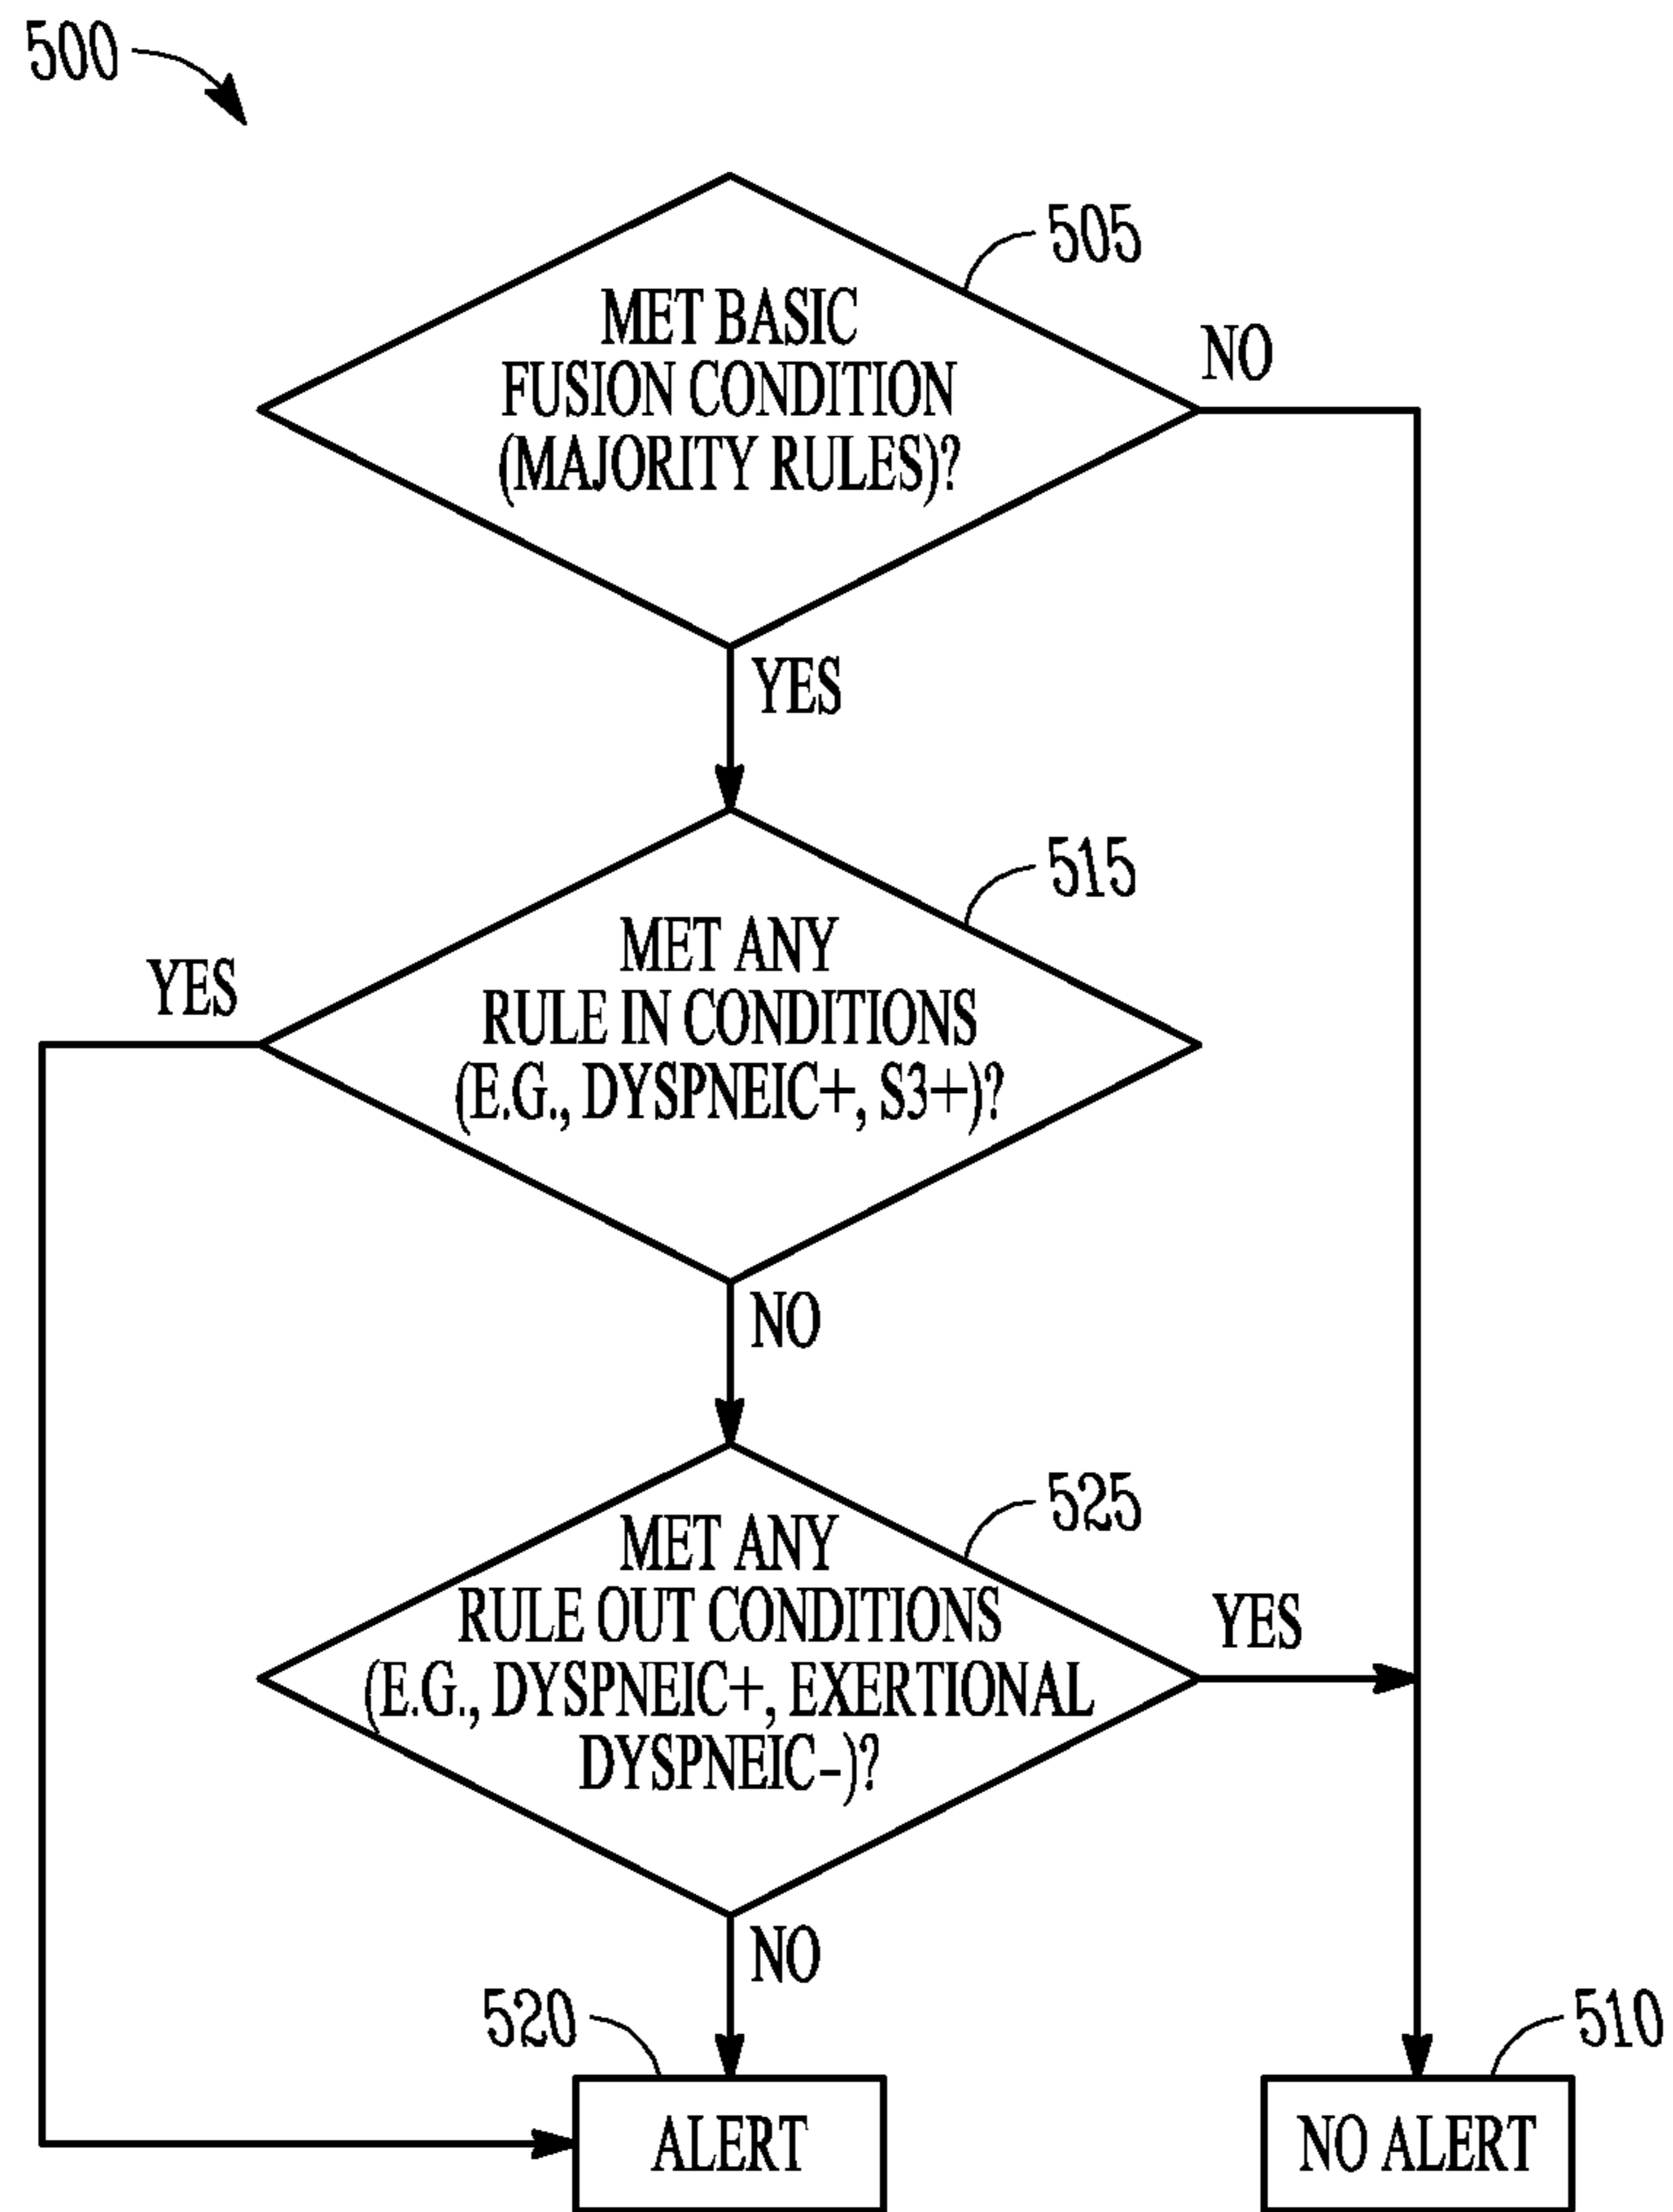 500
505
MET BASIC
FUSION CONDITION
(MAJORITY RULES)?
NO
YES
515
MET ANY
RULE IN CONDITIONS
(E.G., DYSPNEIC+, S3+)?
YES
NO
525
MET ANY
RULE OUT CONDITIONS
(E.G., DYSPNEIC+, EXERTIONAL
DYSPNEIC–)?
YES
NO
520
510
ALERT
NO ALERT